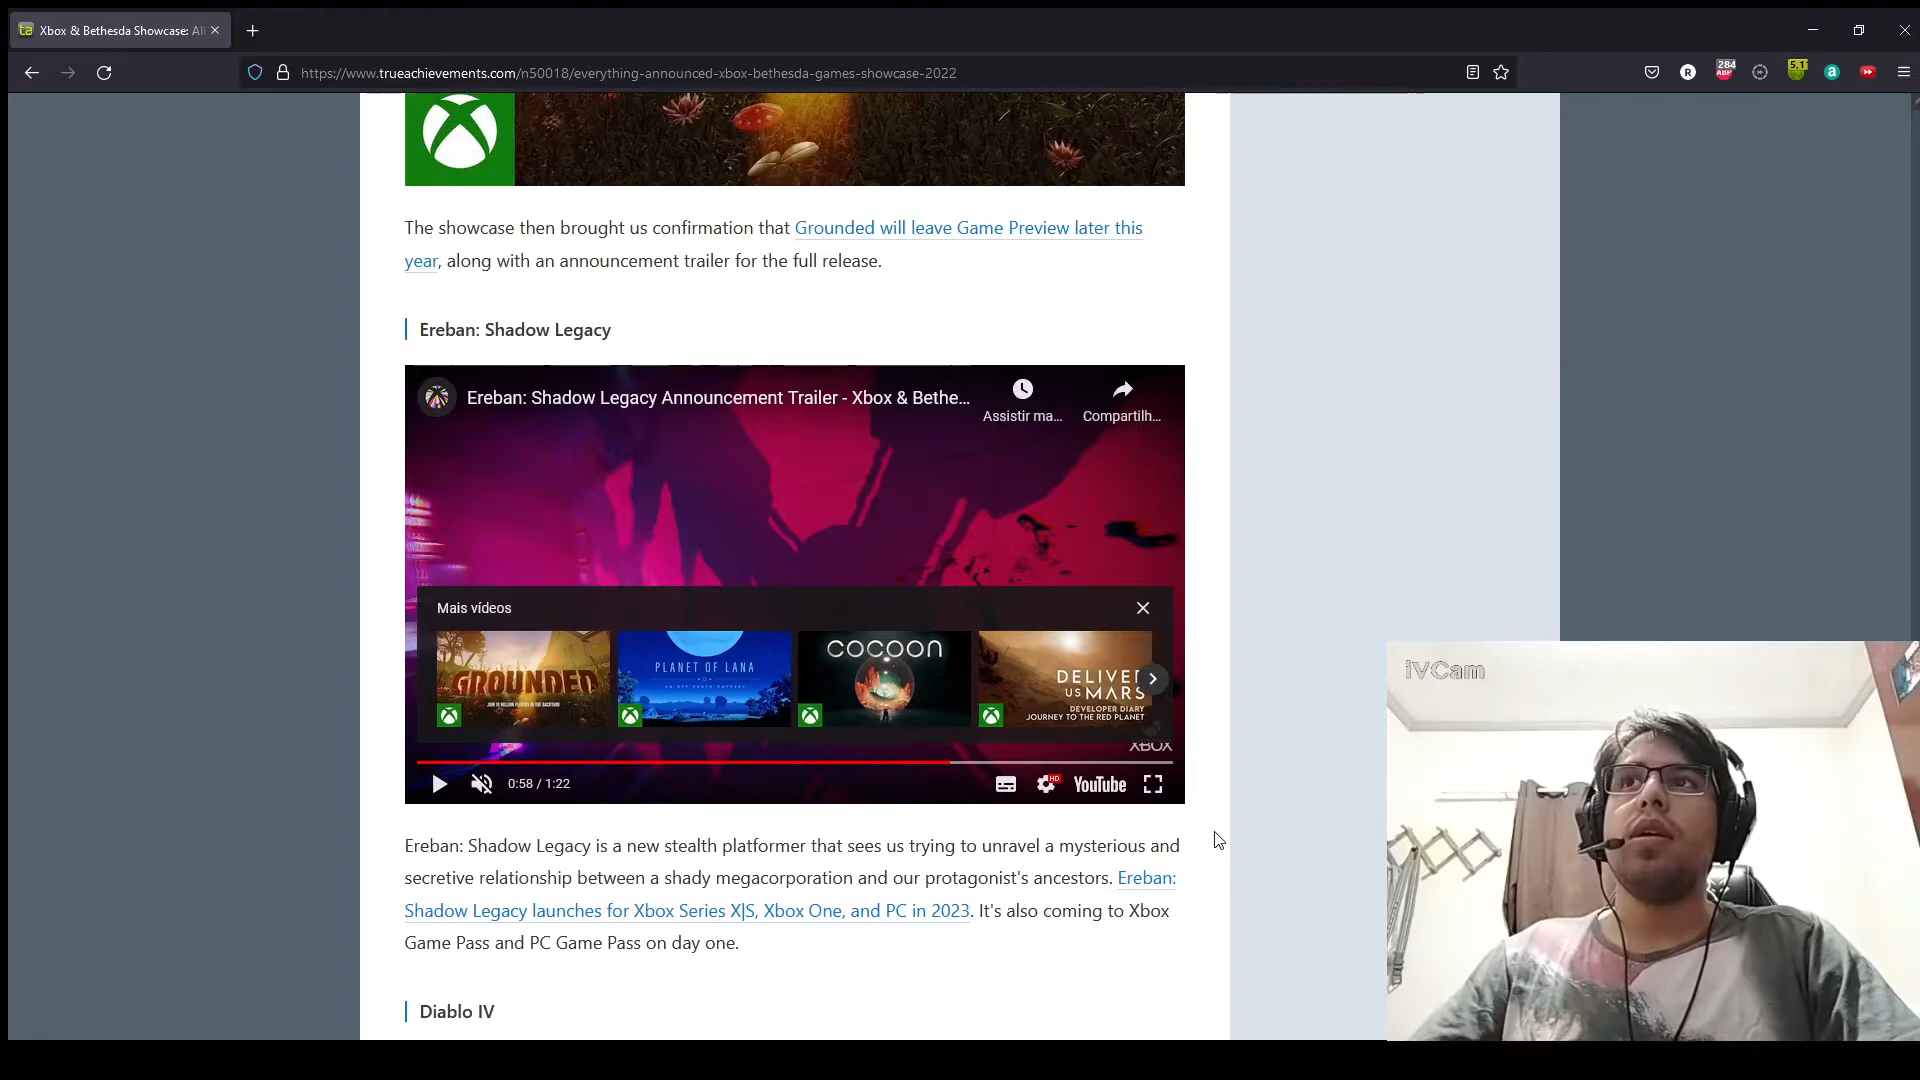 Xbox & Bethesda Showcase: All
https://www.trueachievements.com/n50018/everything-announced-xbox-bethesda-games-showcase-2022
R
284
ABP
5.1
a
The showcase then brought us confirmation that Grounded will leave Game Preview later this
year, along with an announcement trailer for the full release.
Ereban: Shadow Legacy
Ereban: Shadow Legacy Announcement Trailer - Xbox & Bethe...
Assistir ma...
Compartilh...
Mais vídeos
GROUNDED
PLANET OF LANA
COCOON
DELIVER
US MARS
DEVELOPER DIARY
JOURNEY TO THE RED PLANET
XBOX
0:58 / 1:22
HD
YouTube
iVCam
Ereban: Shadow Legacy is a new stealth platformer that sees us trying to unravel a mysterious and
secretive relationship between a shady megacorporation and our protagonist's ancestors. Ereban:
Shadow Legacy launches for Xbox Series X|S, Xbox One, and PC in 2023. It's also coming to Xbox
Game Pass and PC Game Pass on day one.
Diablo IV